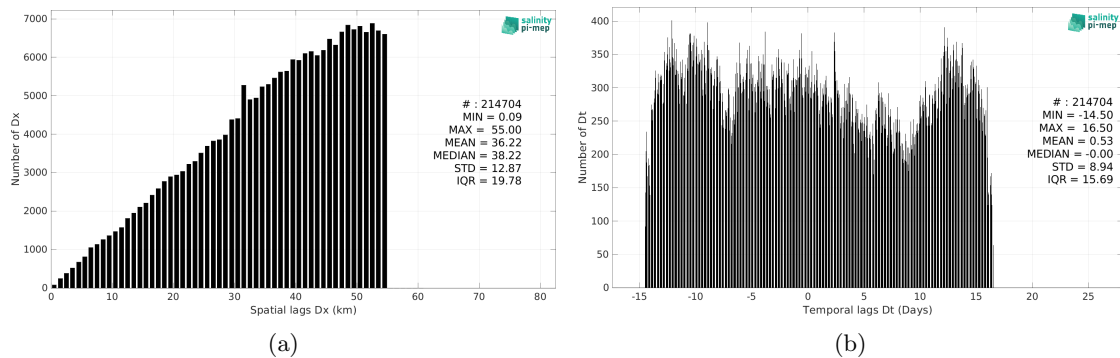 7000
6000
5000
4000
3000
2000
1000
0
Number of Dx
0 10 20 30 40 50 60 70 80
Spatial lags Dx (km)
salinity
pi-mep
# : 214704
MIN = 0.09
MAX = 55.00
MEAN = 36.22
MEDIAN = 38.22
STD = 12.87
IQR = 19.78
(a)
400
350
300
250
200
150
100
50
0
Number of Dt
-15 -10 -5 0 5 10 15 20 25
Temporal lags Dt (Days)
salinity
pi-mep
# : 214704
MIN = -14.50
MAX = 16.50
MEAN = 0.53
MEDIAN = -0.00
STD = 8.94
IQR = 15.69
(b)